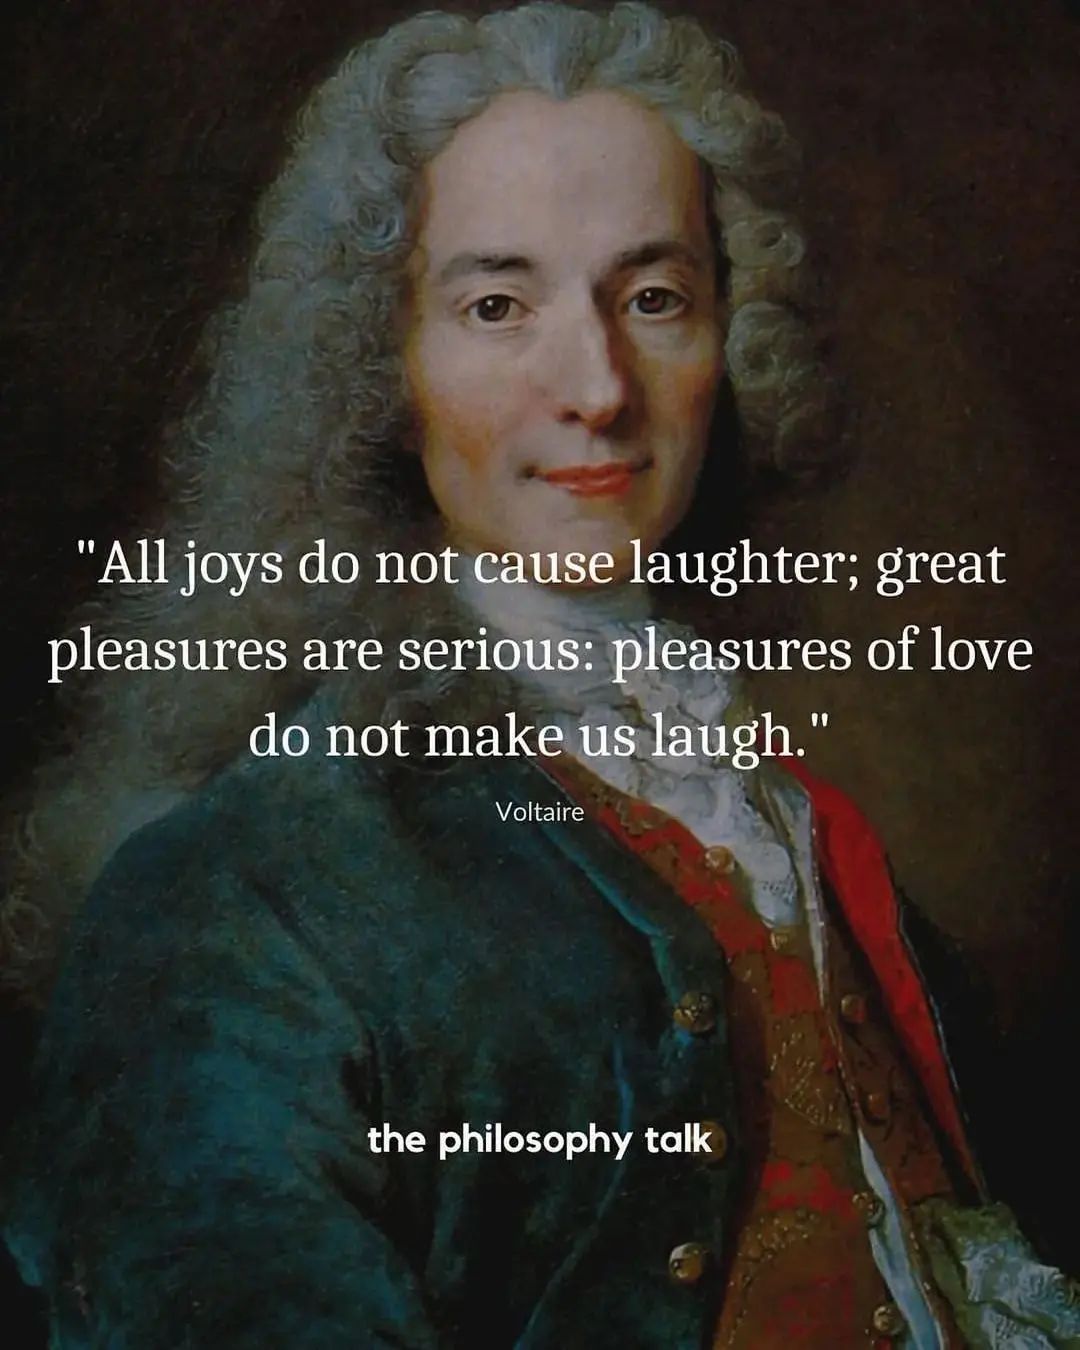 "All joys do not cause laughter; great
pleasures are serious: pleasures of love
do not make us laugh."
Voltaire
the philosophy talk